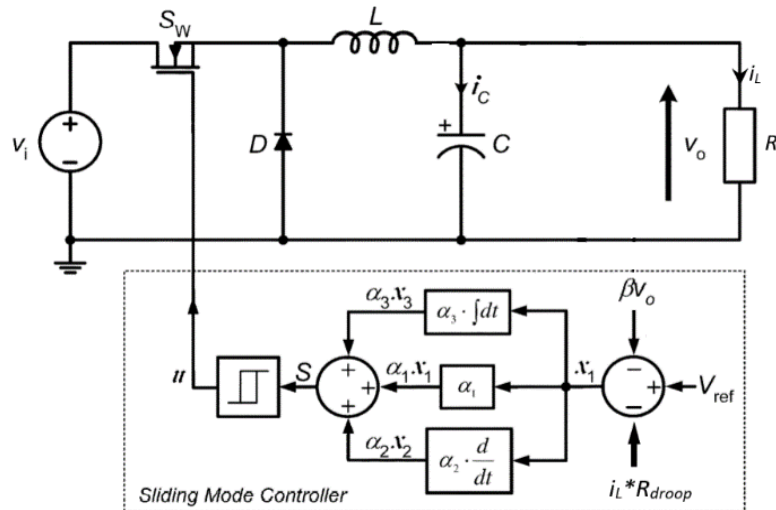 S_W
L
i_L
i_C
+
v_i
+
−
D
C
v_o
R
βv_o
α_3.x_3
α_3 · ∫dt
u
S
+
+
+
α_1.x_1
α_1
x_1
−
+
−
V_ref
α_2.x_2
α_2 · d/dt
i_L*R_droop
Sliding Mode Controller